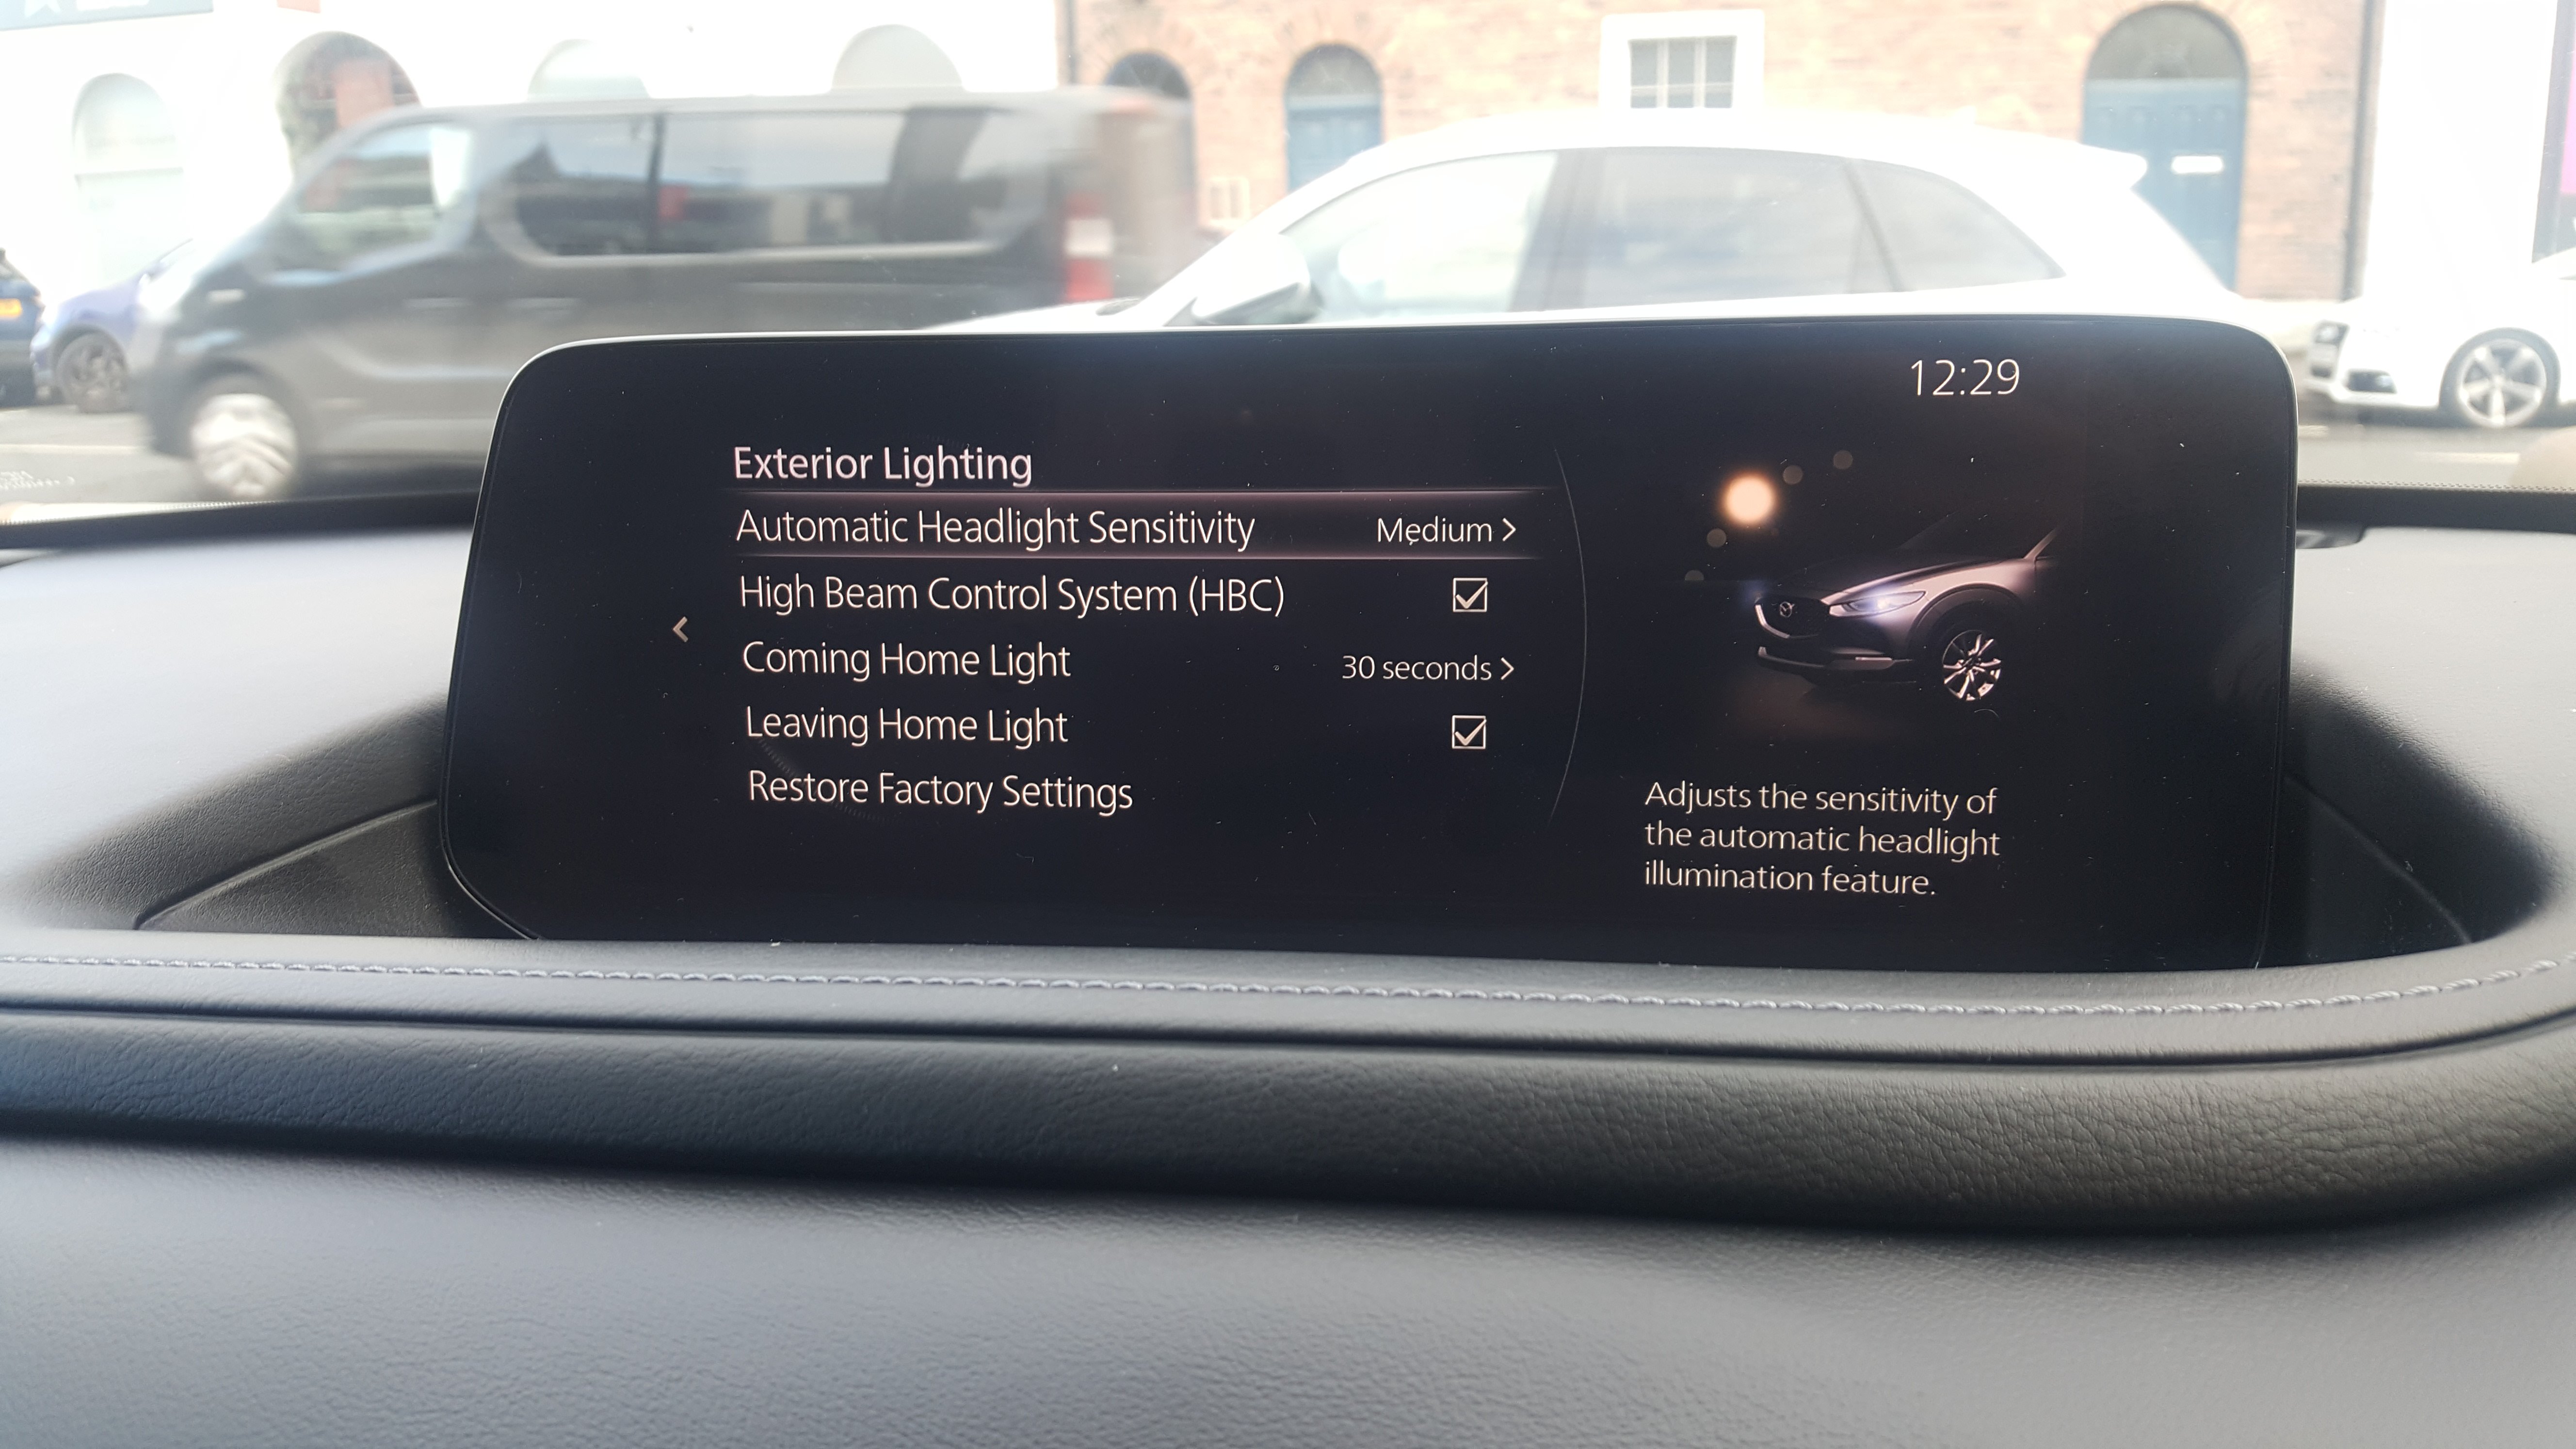 12:29
Exterior Lighting
Automatic Headlight Sensitivity Medium >
High Beam Control System (HBC)
Coming Home Light 30 seconds >
Leaving Home Light
Restore Factory Settings
Adjusts the sensitivity of
the automatic headlight
illumination feature.